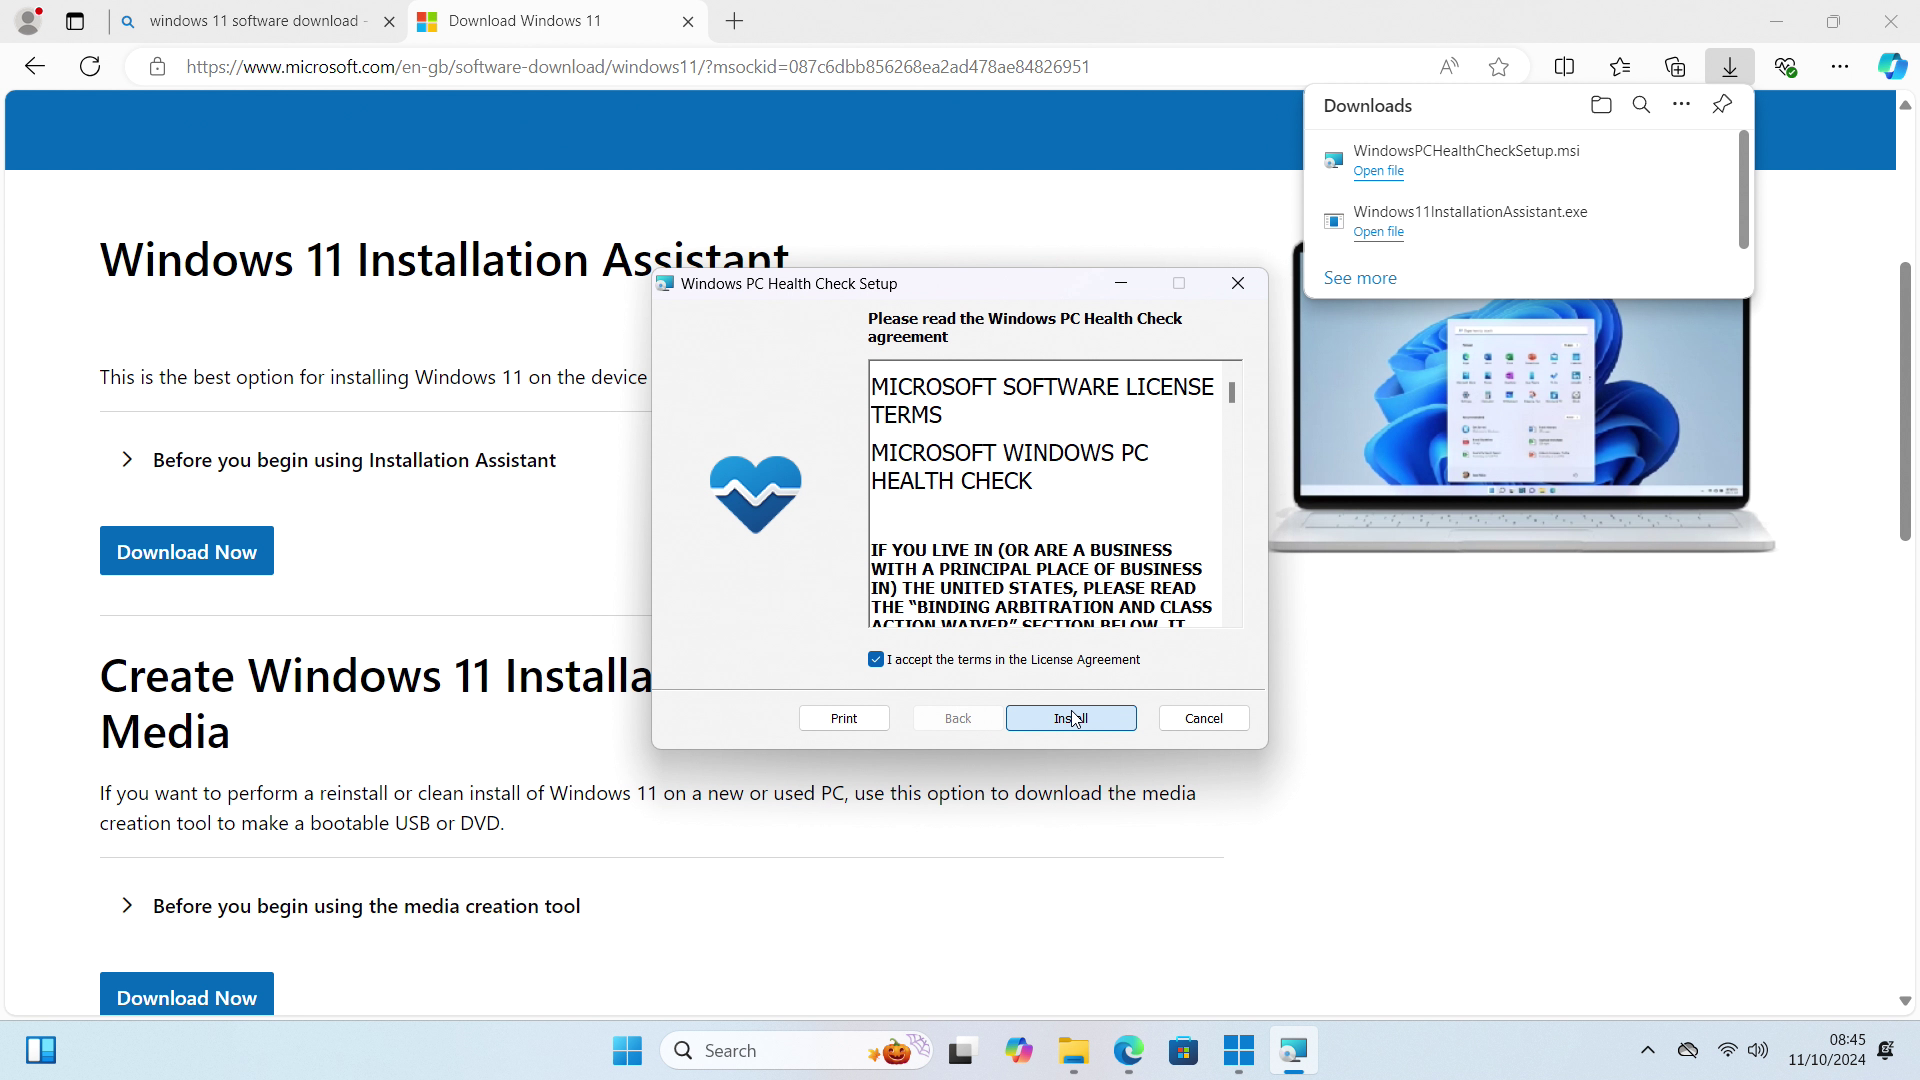 windows 11 software download -
Download Windows 11
https://www.microsoft.com/en-gb/software-download/windows11/?msockid=087c6dbb856268ea2ad478ae84826951
Downloads
WindowsPCHealthCheckSetup.msi
Open file
Windows11InstallationAssistant.exe
Open file
See more
Windows 11 Installation Assistant
This is the best option for installing Windows 11 on the device
Before you begin using Installation Assistant
Download Now
Create Windows 11 Installa
Media
If you want to perform a reinstall or clean install of Windows 11 on a new or used PC, use this option to download the media
creation tool to make a bootable USB or DVD.
Before you begin using the media creation tool
Download Now
Windows PC Health Check Setup
Please read the Windows PC Health Check
agreement
MICROSOFT SOFTWARE LICENSE
TERMS
MICROSOFT WINDOWS PC
HEALTH CHECK
IF YOU LIVE IN (OR ARE A BUSINESS
WITH A PRINCIPAL PLACE OF BUSINESS
IN) THE UNITED STATES, PLEASE READ
THE “BINDING ARBITRATION AND CLASS
ACTION WAIVER” SECTION BELOW. IT
I accept the terms in the License Agreement
Print
Back
Install
Cancel
Search
08:45
11/10/2024